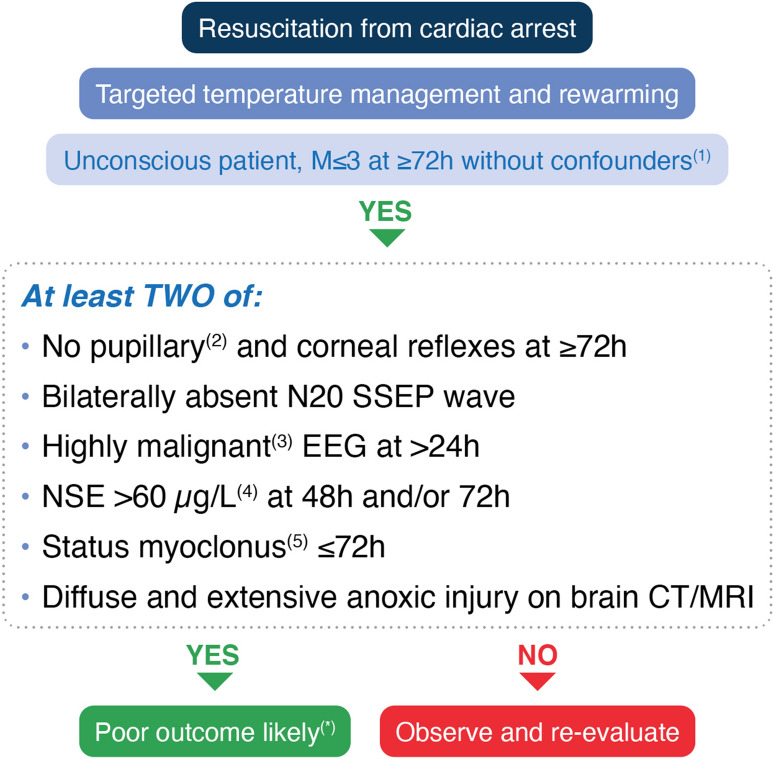 Resuscitation from cardiac arrest
Targeted temperature management and rewarming
Unconscious patient, M≤3 at ≥72h without confounders(1)
YES
At least TWO of:
• No pupillary(2) and corneal reflexes at ≥72h
• Bilaterally absent N20 SSEP wave
• Highly malignant(3) EEG at >24h
• NSE >60 µg/L(4) at 48h and/or 72h
• Status myoclonus(5) ≤72h
• Diffuse and extensive anoxic injury on brain CT/MRI
YES
NO
Poor outcome likely(*)
Observe and re-evaluate